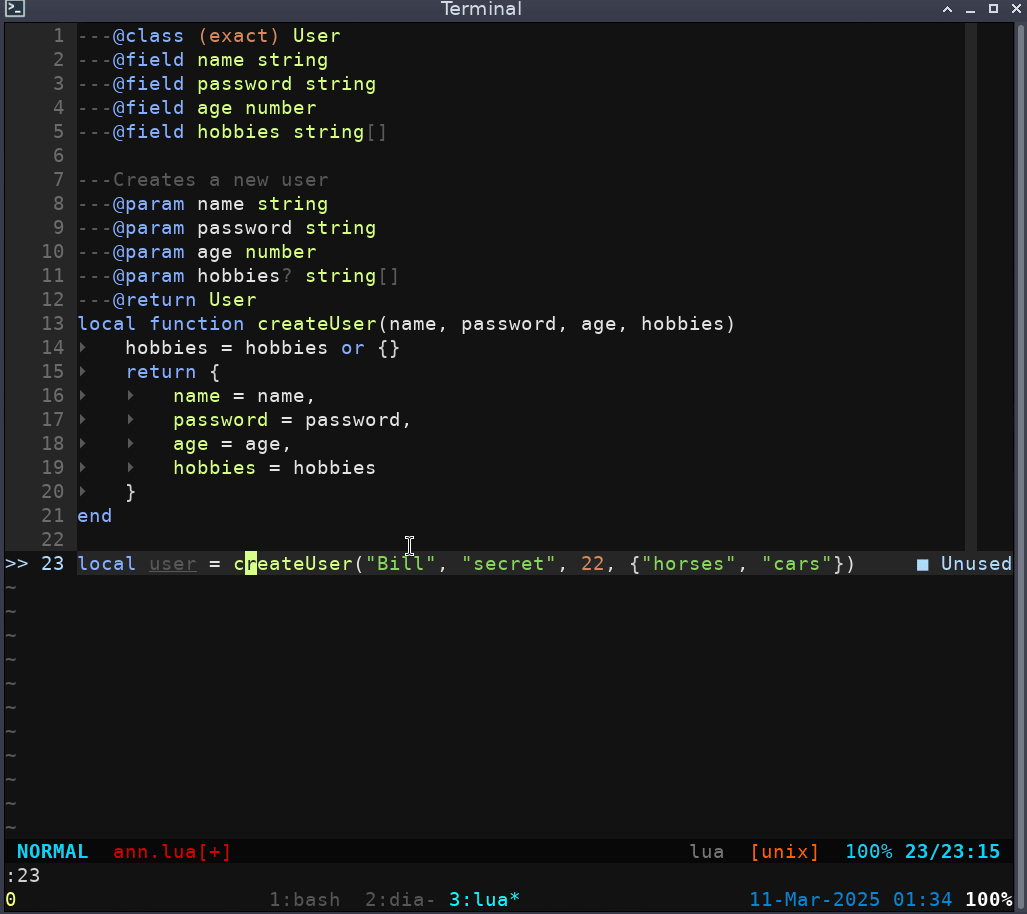 Terminal
1 ---@class (exact) User
2 ---@field name string
3 ---@field password string
4 ---@field age number
5 ---@field hobbies string[]
6
7 ---Creates a new user
8 ---@param name string
9 ---@param password string
10 ---@param age number
11 ---@param hobbies? string[]
12 ---@return User
13 local function createUser(name, password, age, hobbies)
14     hobbies = hobbies or {}
15     return {
16         name = name,
17         password = password,
18         age = age,
19         hobbies = hobbies
20     }
21 end
22
>> 23 local user = createUser("Bill", "secret", 22, {"horses", "cars"})     ■ Unused
~
~
~
~
~
~
~
~
~
~
~
NORMAL  ann.lua[+]  lua  [unix]  100% 23/23:15
:23
0  1:bash  2:dia- 3:lua*  11-Mar-2025 01:34 100%